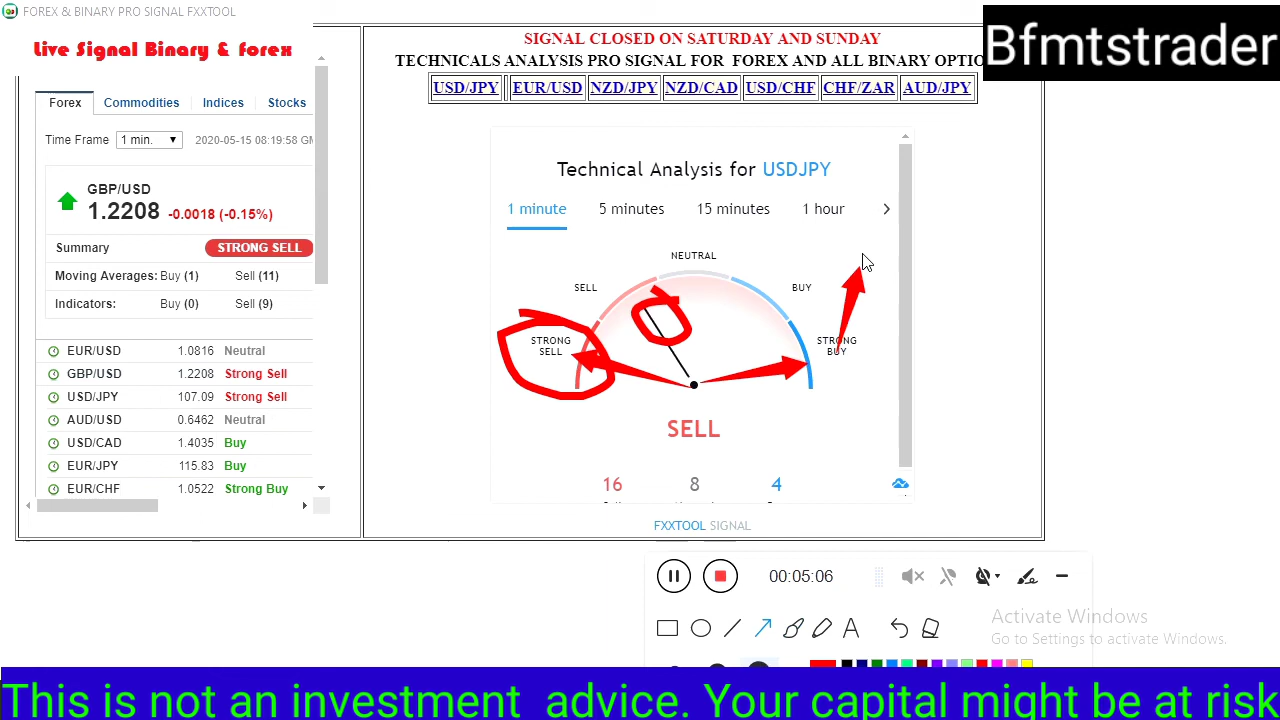 FOREX & BINARY PRO SIGNAL FXXTOOL
Live Signal Binary & forex
Forex Commodities Indices Stocks
Time Frame 1 min. 2020-05-15 08:19:58
GBP/USD
1.2208 -0.0018 (-0.15%)
Summary STRONG SELL
Moving Averages: Buy (1) Sell (11)
Indicators: Buy (0) Sell (9)
EUR/USD 1.0816 Neutral
GBP/USD 1.2208 Strong Sell
USD/JPY 107.09 Strong Sell
AUD/USD 0.6462 Neutral
USD/CAD 1.4035 Buy
EUR/JPY 115.83 Buy
EUR/CHF 1.0522 Strong Buy
SIGNAL CLOSED ON SATURDAY AND SUNDAY
TECHNICALS ANALYSIS PRO SIGNAL FOR FOREX AND ALL BINARY OPTIO
USD/JPY EUR/USD NZD/JPY NZD/CAD USD/CHF CHF/ZAR AUD/JPY
Bfmtstrader
Technical Analysis for USDJPY
1 minute 5 minutes 15 minutes 1 hour
NEUTRAL
SELL BUY
STRONG SELL
STRONG BUY
SELL
16 8 4
FXXTOOL SIGNAL
00:05:06
A
Activate Windows
Go to Settings to activate Windows.
This is not an investment advice. Your capital might be at risk